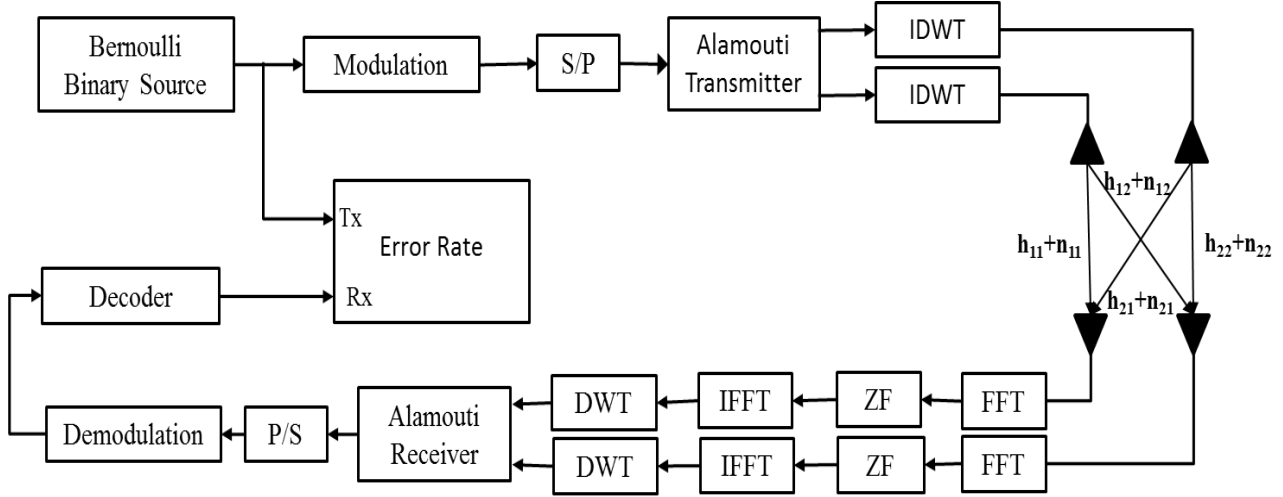 Bernoulli
Binary Source
Modulation
S/P
Alamouti
Transmitter
IDWT
IDWT
h12+n12
h11+n11
h22+n22
h21+n21
Tx
Error Rate
Rx
Decoder
Demodulation
P/S
Alamouti
Receiver
DWT
IFFT
ZF
FFT
DWT
IFFT
ZF
FFT